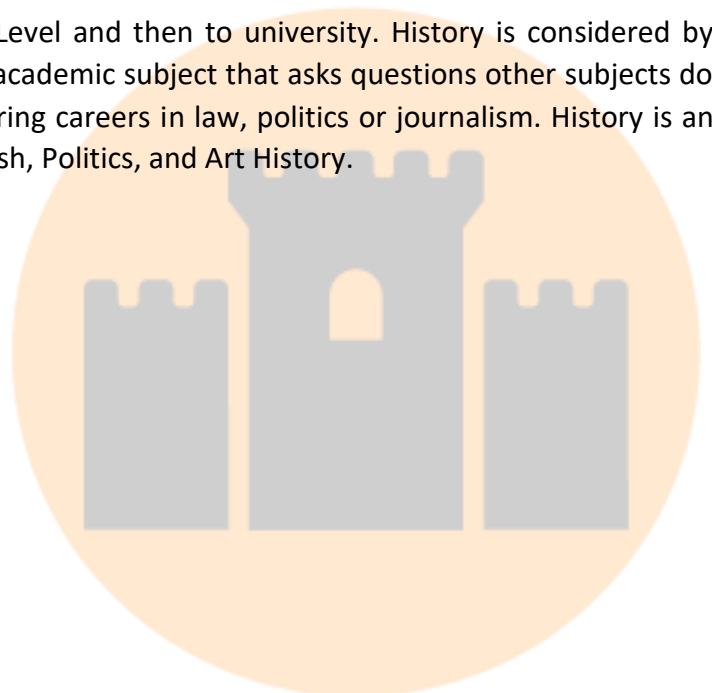 Level and then to university. History is considered by
academic subject that asks questions other subjects do
ring careers in law, politics or journalism. History is an
sh, Politics, and Art History.